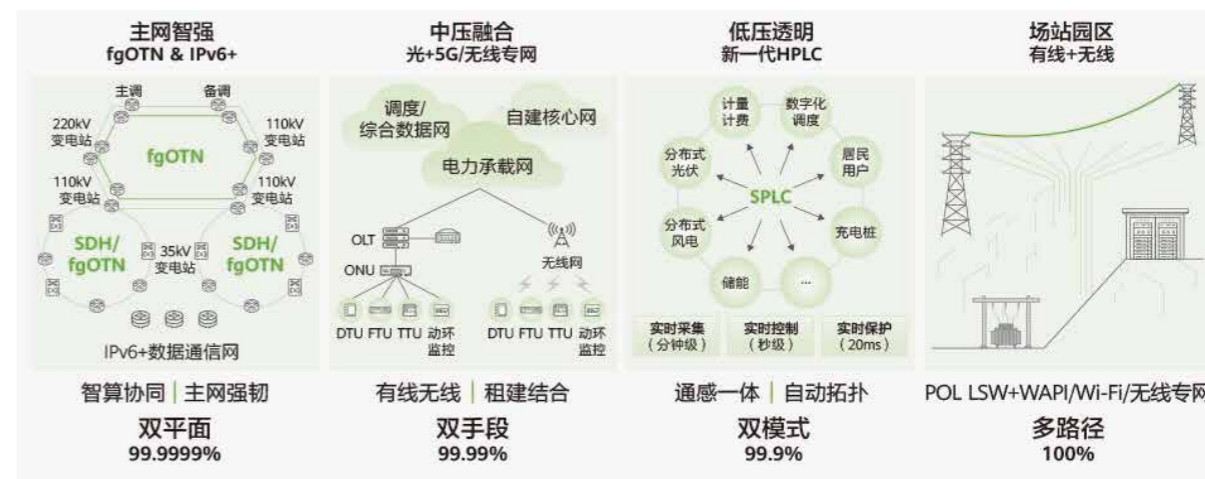 主网智强
fgOTN & IPv6+
主调
备调
220kV
变电站
110kV
变电站
fgOTN
110kV
变电站
110kV
变电站
SDH/
fgOTN
35kV
变电站
SDH/
fgOTN
IPv6+数据通信网
智算协同｜主网强韧
双平面
99.9999%
中压融合
光+5G/无线专网
调度/
综合数据网
自建核心网
电力承载网
OLT
ONU
无线网
DTU FTU TTU 动环
监控
DTU FTU TTU 动环
监控
有线无线｜租建结合
双手段
99.99%
低压透明
新一代HPLC
计量
计费
数字化
调度
分布式
光伏
居民
用户
SPLC
分布式
风电
充电桩
储能
...
实时采集
（分钟级）
实时控制
（秒级）
实时保护
（20ms）
通感一体｜自动拓扑
双模式
99.9%
场站园区
有线+无线
POL LSW+WAPI/Wi-Fi/无线专网
多路径
100%